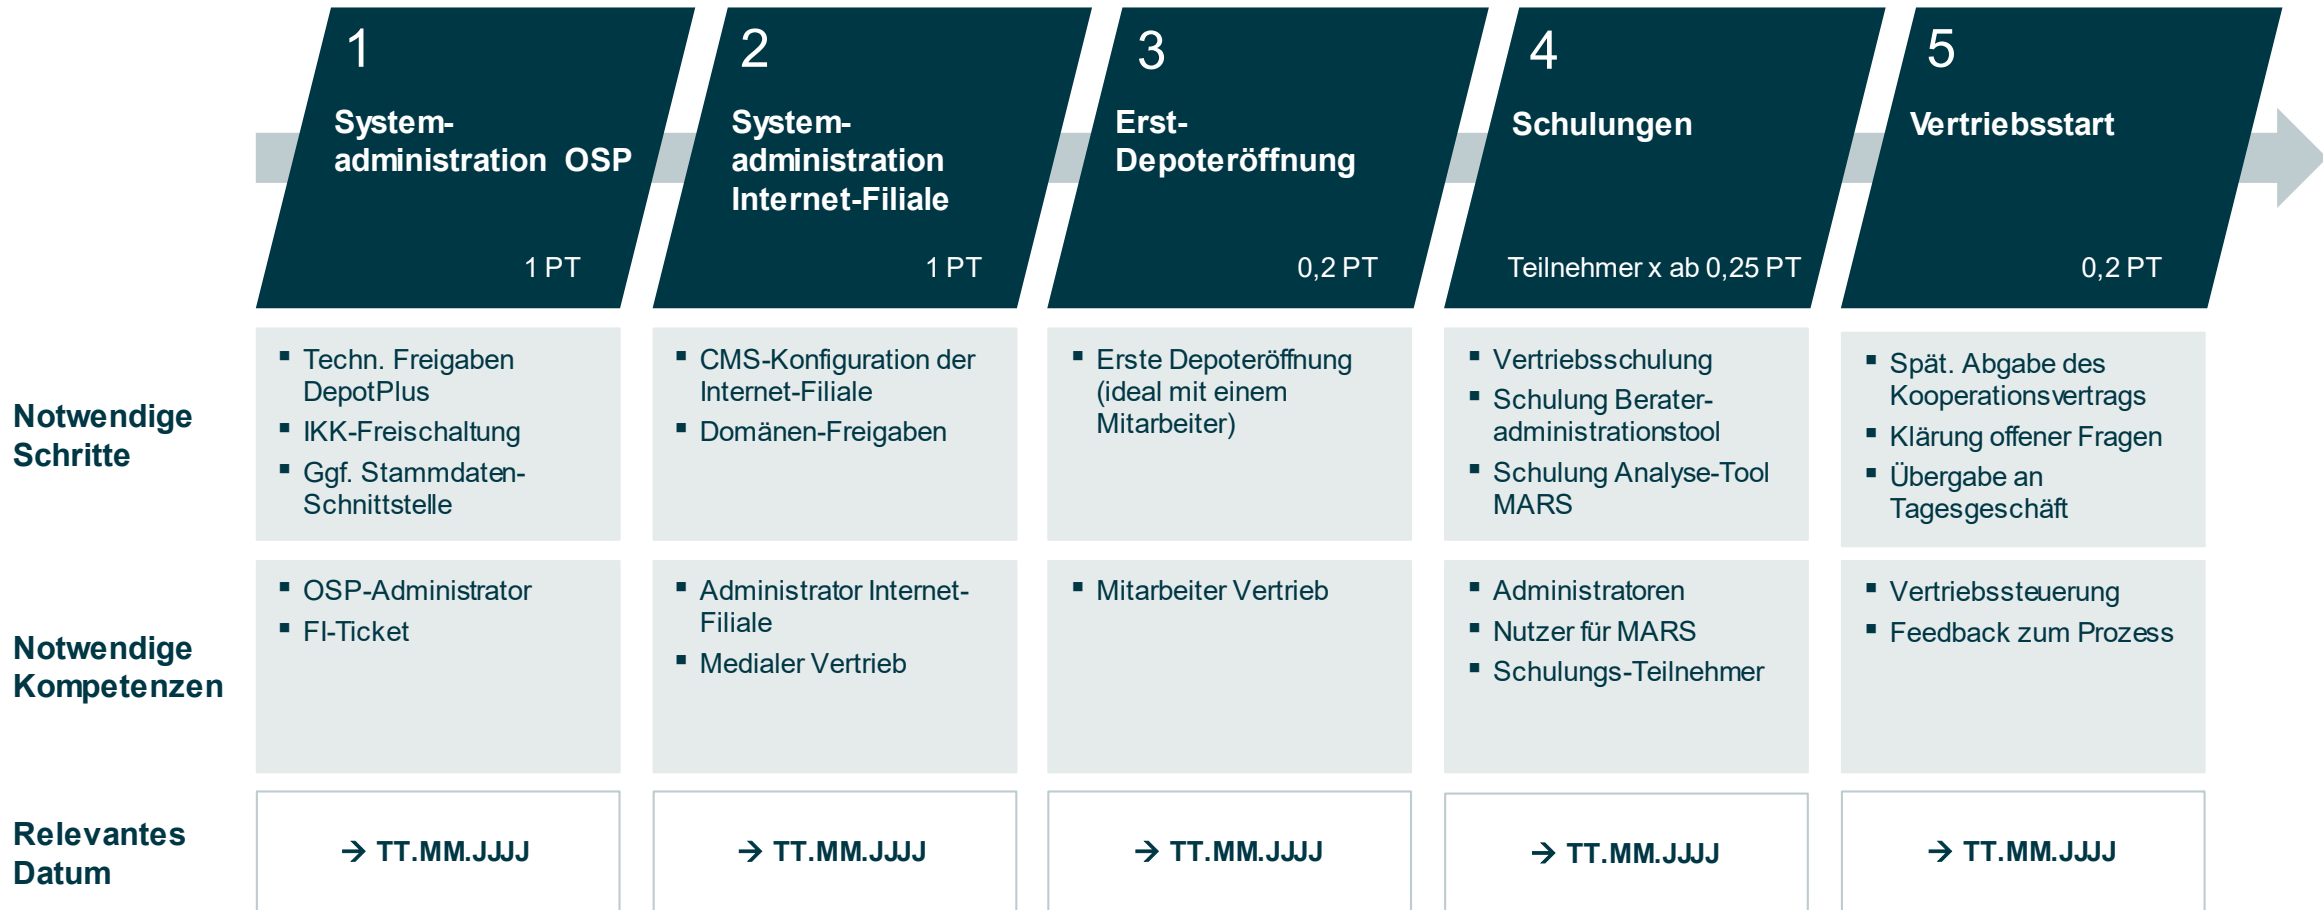 1
System-
administration OSP
1 PT
2
System-
administration
Internet-Filiale
1 PT
3
Erst-
Depoteröffnung
0,2 PT
4
Schulungen
Teilnehmer x ab 0,25 PT
5
Vertriebsstart
0,2 PT
Notwendige
Schritte
▪ Techn. Freigaben
DepotPlus
▪ IKK-Freischaltung
▪ Ggf. Stammdaten-
Schnittstelle
▪ CMS-Konfiguration der
Internet-Filiale
▪ Domänen-Freigaben
▪ Erste Depoteröffnung
(ideal mit einem
Mitarbeiter)
▪ Vertriebsschulung
▪ Schulung Berater-
administrationstool
▪ Schulung Analyse-Tool
MARS
▪ Spät. Abgabe des
Kooperationsvertrags
▪ Klärung offener Fragen
▪ Übergabe an
Tagesgeschäft
Notwendige
Kompetenzen
▪ OSP-Administrator
▪ FI-Ticket
▪ Administrator Internet-
Filiale
▪ Medialer Vertrieb
▪ Mitarbeiter Vertrieb
▪ Administratoren
▪ Nutzer für MARS
▪ Schulungs-Teilnehmer
▪ Vertriebssteuerung
▪ Feedback zum Prozess
Relevantes
Datum
→ TT.MM.JJJJ
→ TT.MM.JJJJ
→ TT.MM.JJJJ
→ TT.MM.JJJJ
→ TT.MM.JJJJ